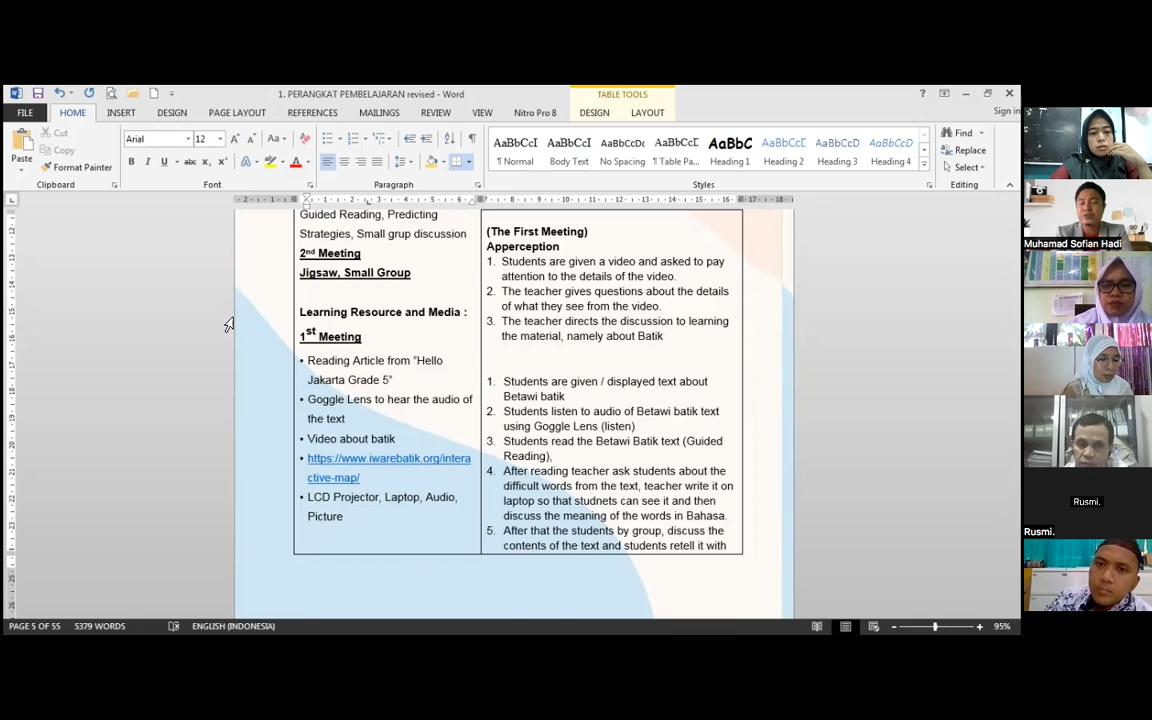 1. PERANGKAT PEMBELAJARAN revised - Word
TABLE TOOLS
Sign in
FILE HOME INSERT DESIGN PAGE LAYOUT REFERENCES MAILINGS REVIEW VIEW Nitro Pro 8 DESIGN LAYOUT
Paste
Cut
Copy
Format Painter
Arial 12
AaBbCcI AaBbCcI AaBbCcDc AaBbCcD AaBbC AaBbCcI AaBbCcD AaBbCcD
¶ Normal Body Text No Spacing ¶ Table Pa... Heading 1 Heading 2 Heading 3 Heading 4
Find
Replace
Select
Clipboard Font Paragraph Styles Editing
Guided Reading, Predicting
Strategies, Small grup discussion
2nd Meeting
Jigsaw, Small Group
Learning Resource and Media :
1st Meeting
• Reading Article from "Hello
Jakarta Grade 5"
• Goggle Lens to hear the audio of
the text
• Video about batik
• https://www.iwarebatik.org/intera
ctive-map/
• LCD Projector, Laptop, Audio,
Picture
(The First Meeting)
Apperception
1. Students are given a video and asked to pay
attention to the details of the video.
2. The teacher gives questions about the details
of what they see from the video.
3. The teacher directs the discussion to learning
the material, namely about Batik
1. Students are given / displayed text about
Betawi batik
2. Students listen to audio of Betawi batik text
using Goggle Lens (listen)
3. Students read the Betawi Batik text (Guided
Reading),
4. After reading teacher ask students about the
difficult words from the text, teacher write it on
laptop so that studnets can see it and then
discuss the meaning of the words in Bahasa.
5. After that the students by group, discuss the
contents of the text and students retell it with
PAGE 5 OF 55 5379 WORDS ENGLISH (INDONESIA) 95%
Muhamad Sofian Hadi
Rusmi.
Rusmi.